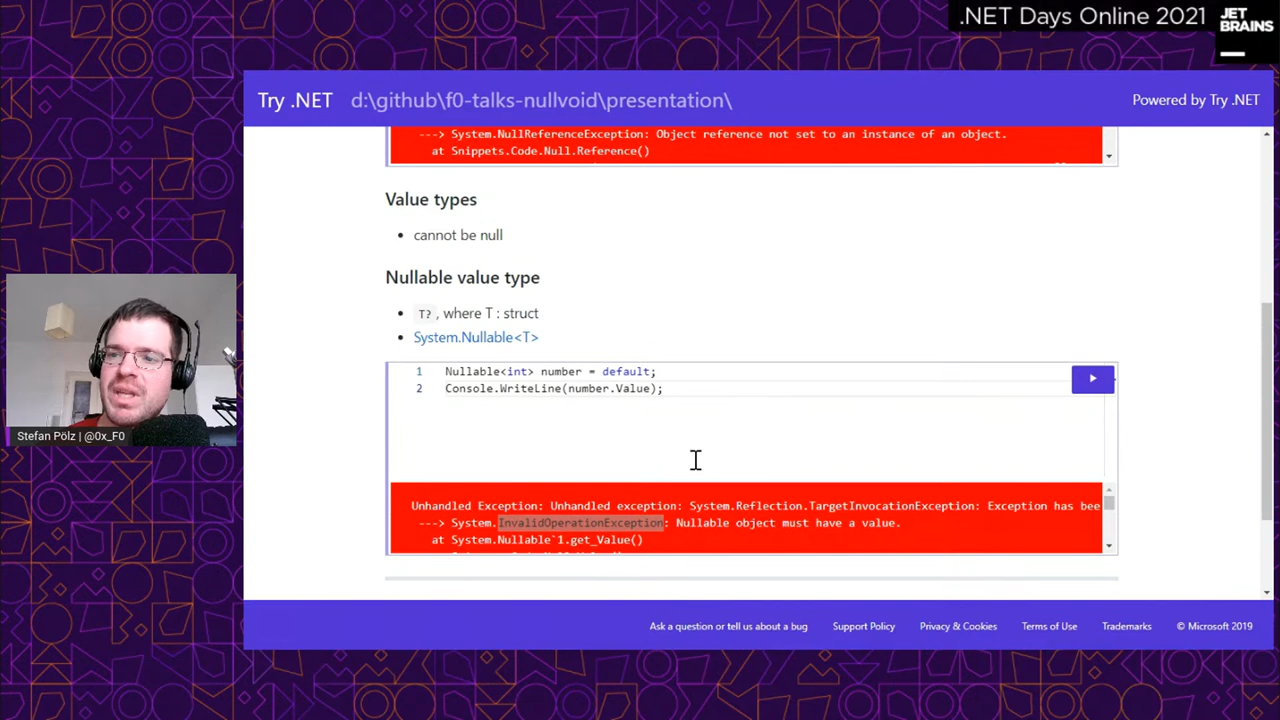 .NET Days Online 2021
JET
BRAINS
Try .NET d:\github\f0-talks-nullvoid\presentation\
Powered by Try .NET
---> System.NullReferenceException: Object reference not set to an instance of an object.
at Snippets.Code.Null.Reference()
Value types
• cannot be null
Nullable value type
• T?, where T : struct
• System.Nullable<T>
1 Nullable<int> number = default;
2 Console.WriteLine(number.Value);
Unhandled Exception: Unhandled exception: System.Reflection.TargetInvocationException: Exception has bee
---> System.InvalidOperationException: Nullable object must have a value.
at System.Nullable`1.get_Value()
Stefan Pölz | @0x_F0
Ask a question or tell us about a bug Support Policy Privacy & Cookies Terms of Use Trademarks © Microsoft 2019